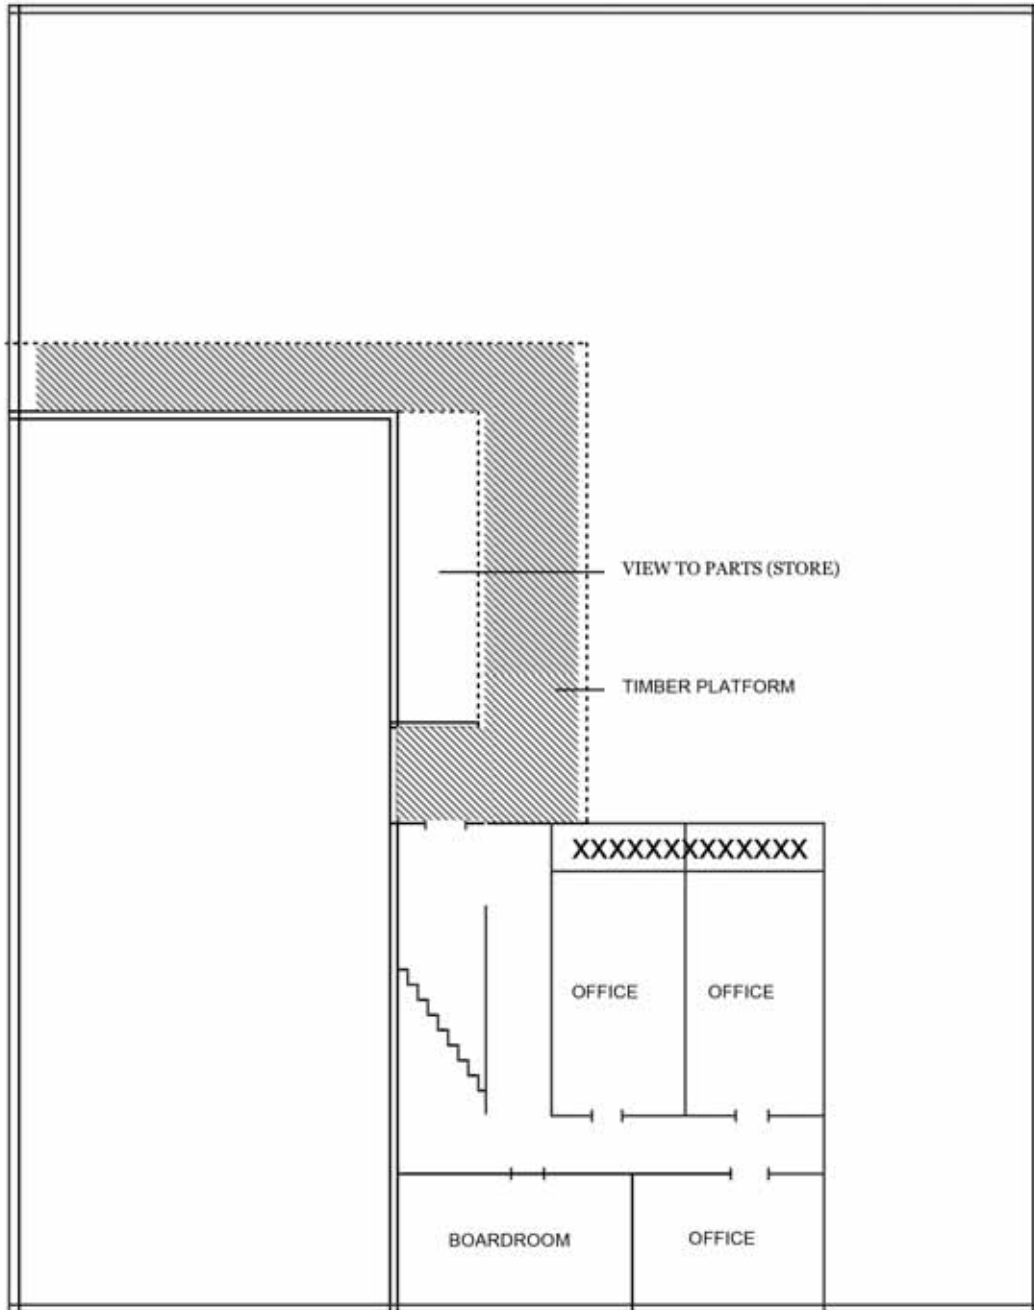 VIEW TO PARTS (STORE)
TIMBER PLATFORM
XXXXXXXXXXXXX
OFFICE OFFICE
BOARDROOM OFFICE